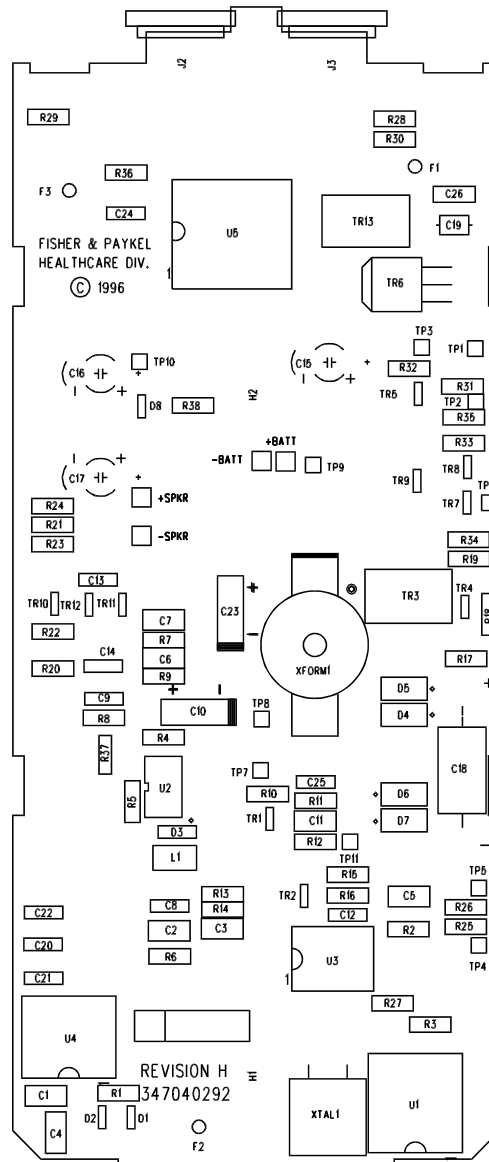 J2 J3
R29 R28
R30
R36 F1
F3
C26
C24 U5 TR13 C19
FISHER & PAYKEL
HEALTHCARE DIV.
1 TR6
© 1996
TP3 TP1
C16 TP10 C15 R32
R31
D8 R38 H2 TR5 TP2
R35
+BATT R33
-BATT TP9 TR8
C17 TR9
+SPKR TR7 TP
R24
R21
R23 -SPKR R34
R19
C13
TR10 TR12 TR11 C23 TR3 TR4 R18
C7
R22 R7
C14 C6 XFORM1 R17
R20 R9
D5
C9 C10 TP8 D4
R8
R4
R37 TP7 C18
U2 C25
R5 R10 R11 D6
TR1 C11 D7
D3 R12
L1 TP11
R15 TP5
R13 TR2 R16 C5
C8 R14 C12 R26
C22 C2 C3 R2 R25
C20 R6 U3 TP4
C21 1
R27
U4 R3
REVISION H H1
C1 R1 347040292 XTAL1 U1
D2 D1
C4 F2